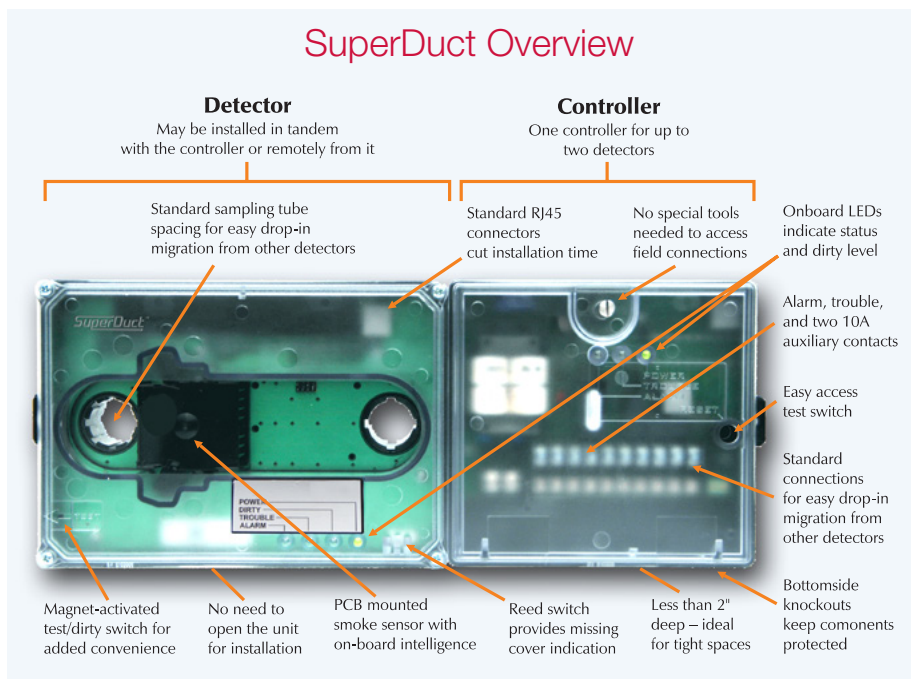 SuperDuct Overview
Detector
May be installed in tandem
with the controller or remotely from it
Controller
One controller for up to
two detectors
Standard sampling tube
spacing for easy drop-in
migration from other detectors
Standard RJ45
connectors
cut installation time
No special tools
needed to access
field connections
Onboard LEDs
indicate status
and dirty level
Alarm, trouble,
and two 10A
auxiliary contacts
Easy access
test switch
Standard
connections
for easy drop-in
migration from
other detectors
SuperDuct
POWER
TROUBLE
ALARM
RESET
POWER
DIRTY
TROUBLE
ALARM
TEST
Magnet-activated
test/dirty switch for
added convenience
No need to
open the unit
for installation
PCB mounted
smoke sensor with
on-board intelligence
Reed switch
provides missing
cover indication
Less than 2"
deep – ideal
for tight spaces
Bottomside
knockouts
keep comonents
protected